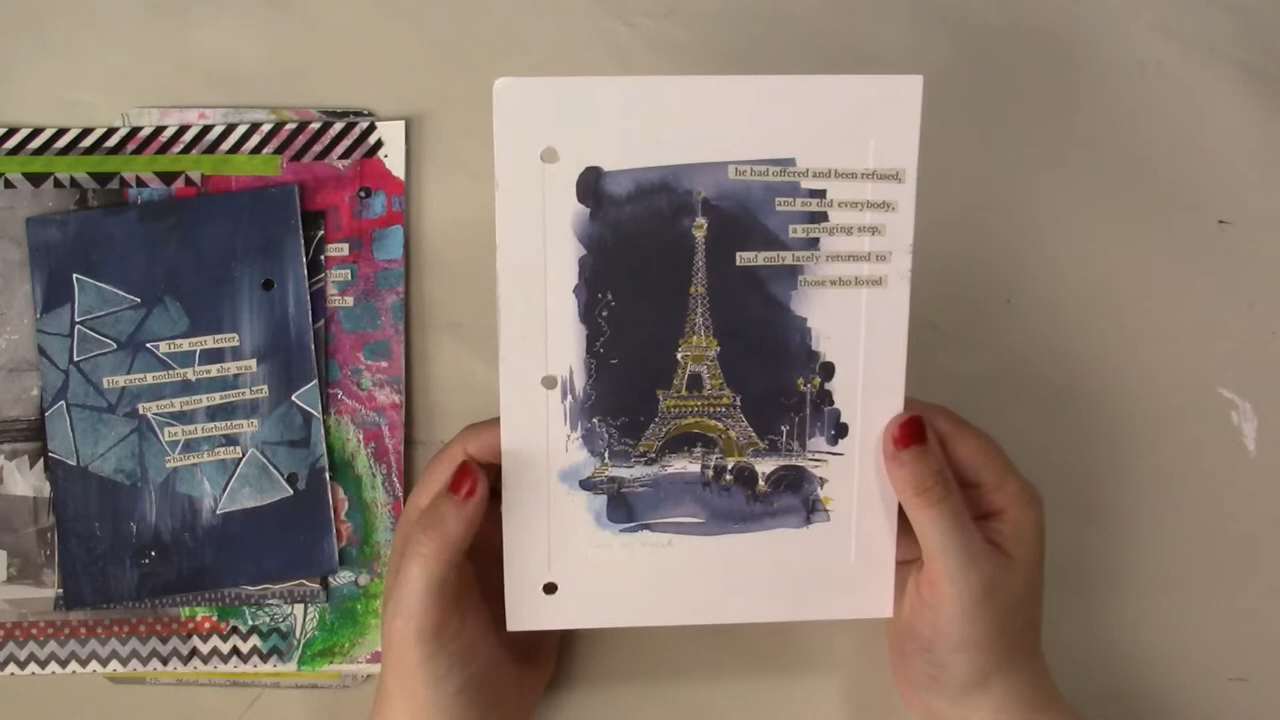 he had offered and been refused,
and so did everybody,
a springing step,
had only lately returned to
those who loved
The next letter,
He cared nothing how she was
he took pains to assure her,
he had forbidden it,
whatever she did,
ions
thing
orth.